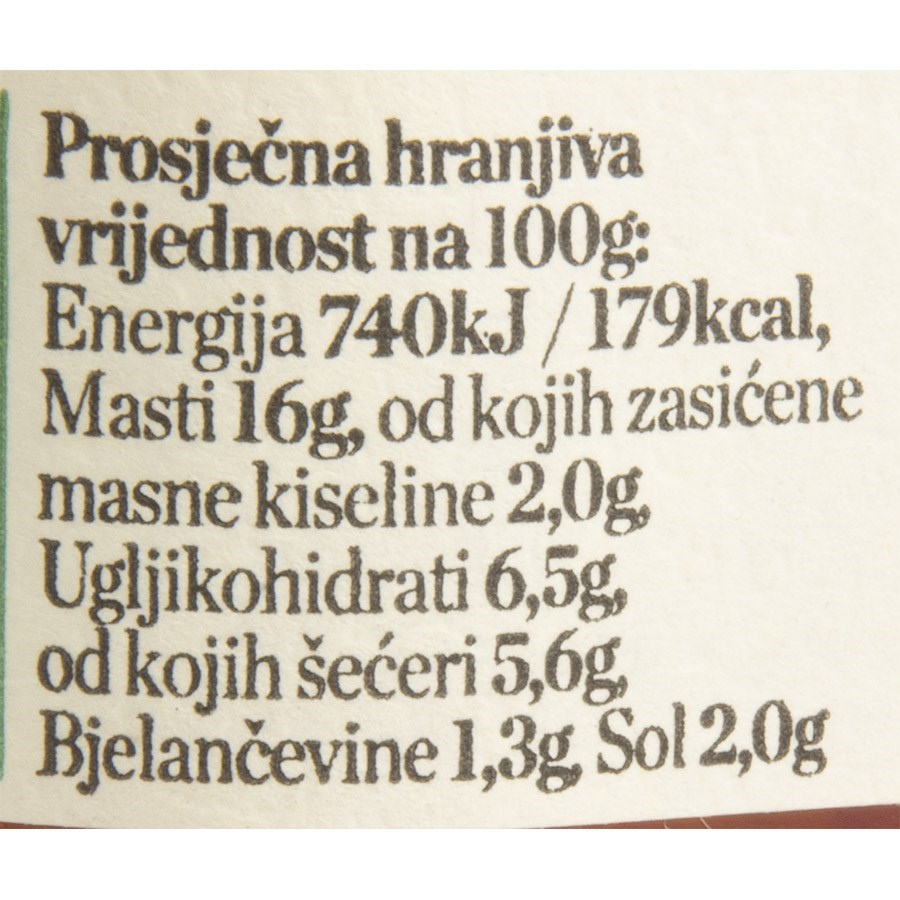 Prosječna hranjiva
vrijednost na 100g:
Energija 740kJ / 179kcal,
Masti 16g, od kojih zasićene
masne kiseline 2,0g,
Ugljikohidrati 6,5g,
od kojih šećeri 5,6g,
Bjelančevine 1,3g, Sol 2,0g